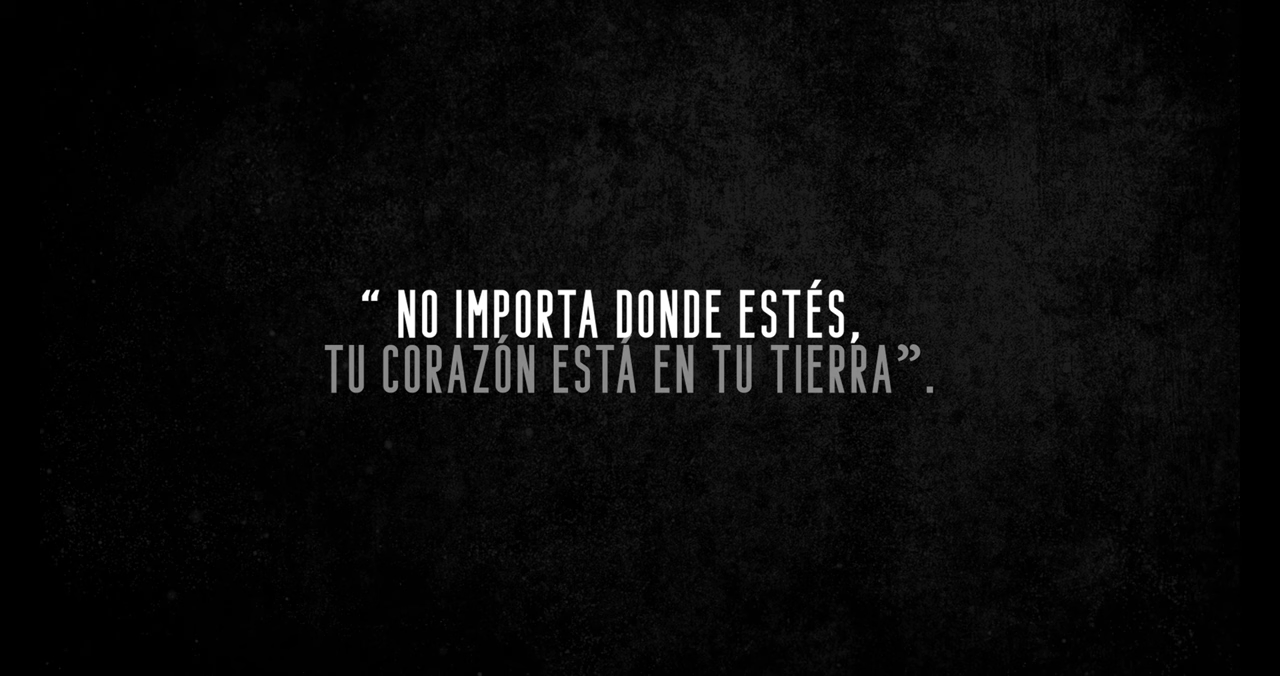 “ NO IMPORTA DONDE ESTÉS,
TU CORAZÓN ESTÁ EN TU TIERRA”.